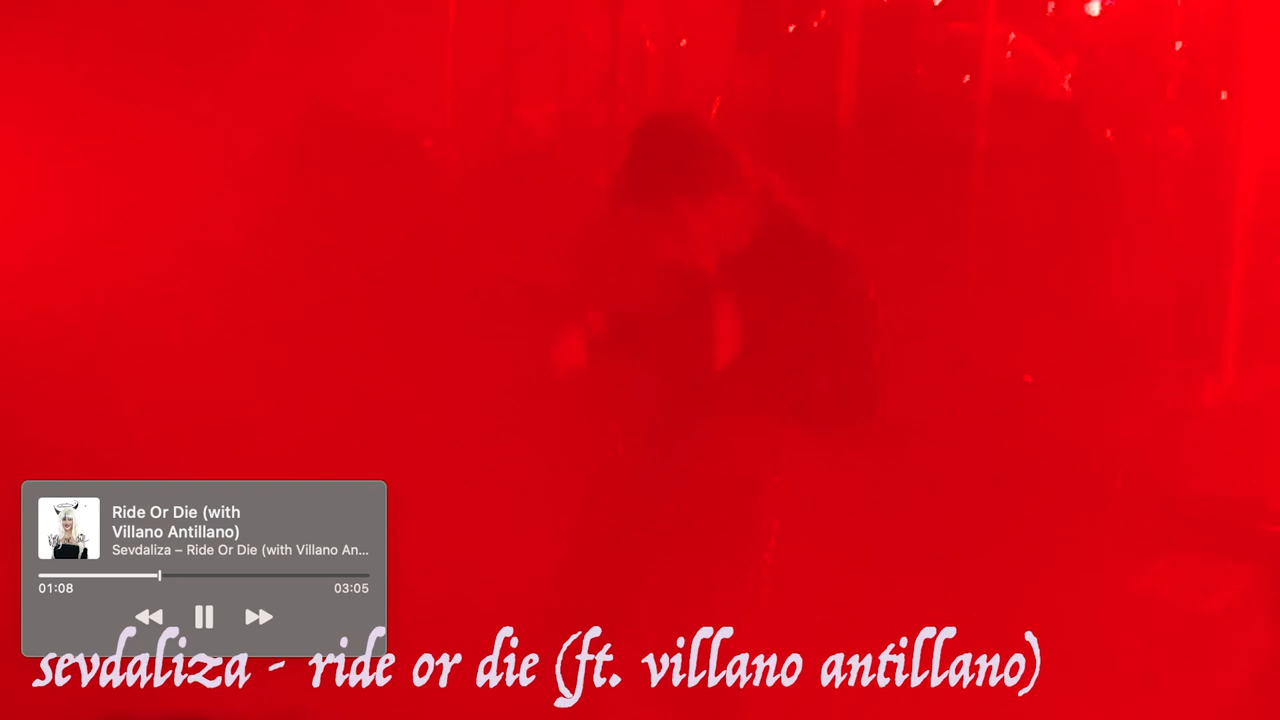 Ride Or Die (with
Villano Antillano)
Sevdaliza – Ride Or Die (with Villano An...
01:08
03:05
sevdaliza - ride or die (ft. villano antillano)